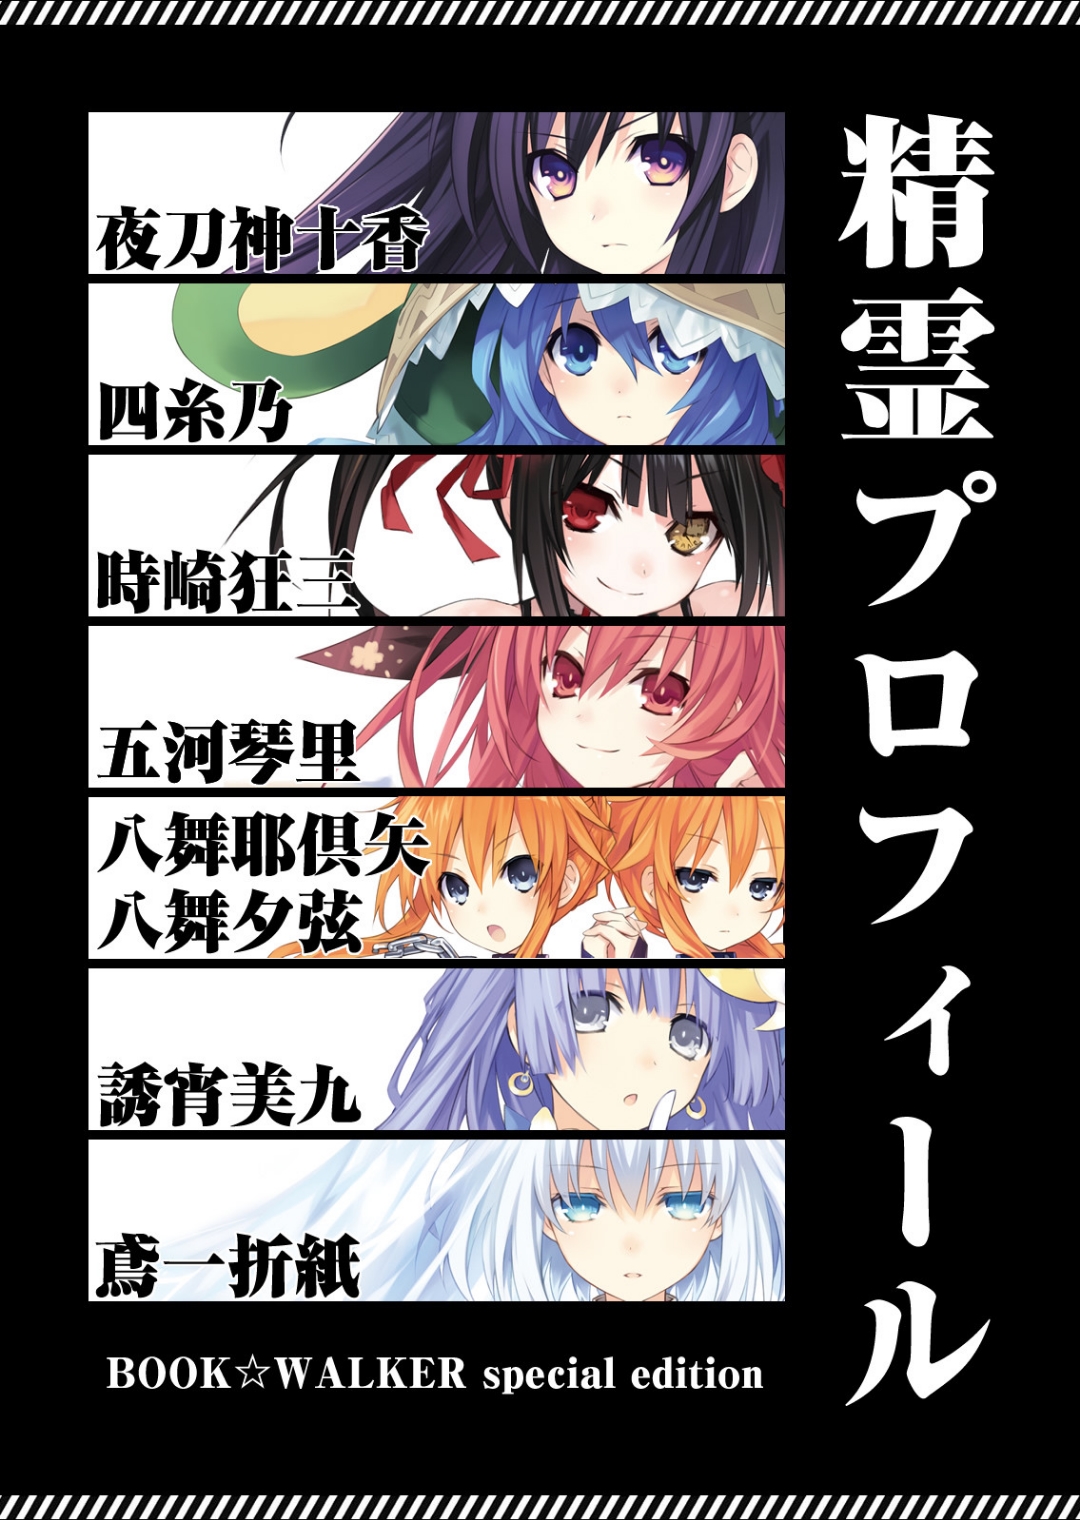 精霊プロフィール
夜刀神十香
四糸乃
時崎狂三
五河琴里
八舞耶倶矢
八舞夕弦
誘宵美九
鳶一折紙
BOOK☆WALKER special edition